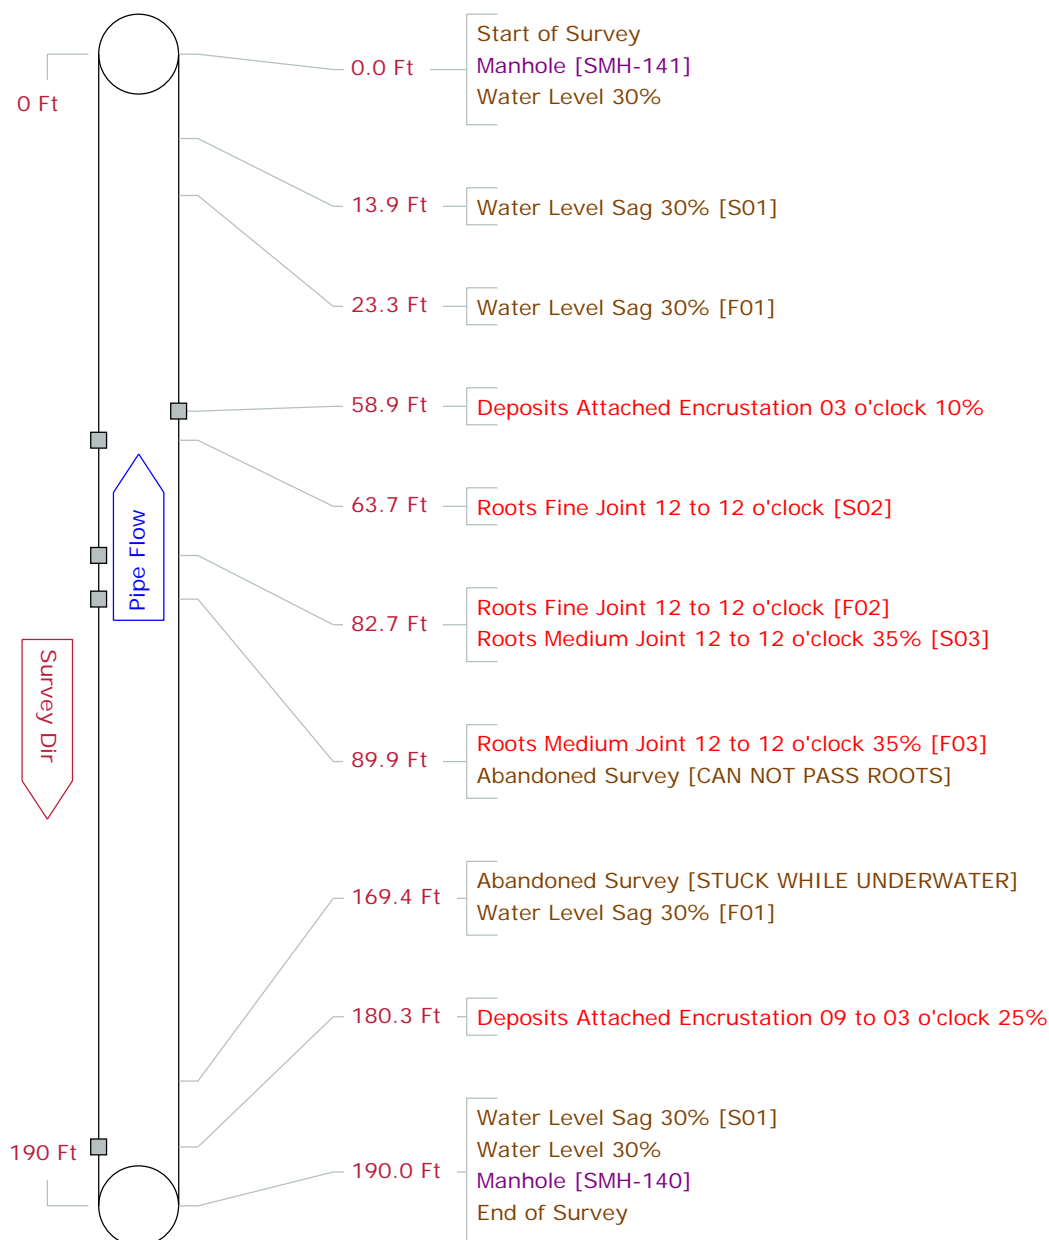 0 Ft
0.0 Ft
Start of Survey
Manhole [SMH-141]
Water Level 30%
13.9 Ft
Water Level Sag 30% [S01]
23.3 Ft
Water Level Sag 30% [F01]
58.9 Ft
Deposits Attached Encrustation 03 o'clock 10%
63.7 Ft
Roots Fine Joint 12 to 12 o'clock [S02]
Pipe Flow
82.7 Ft
Roots Fine Joint 12 to 12 o'clock [F02]
Roots Medium Joint 12 to 12 o'clock 35% [S03]
Survey Dir
89.9 Ft
Roots Medium Joint 12 to 12 o'clock 35% [F03]
Abandoned Survey [CAN NOT PASS ROOTS]
169.4 Ft
Abandoned Survey [STUCK WHILE UNDERWATER]
Water Level Sag 30% [F01]
180.3 Ft
Deposits Attached Encrustation 09 to 03 o'clock 25%
190 Ft
190.0 Ft
Water Level Sag 30% [S01]
Water Level 30%
Manhole [SMH-140]
End of Survey